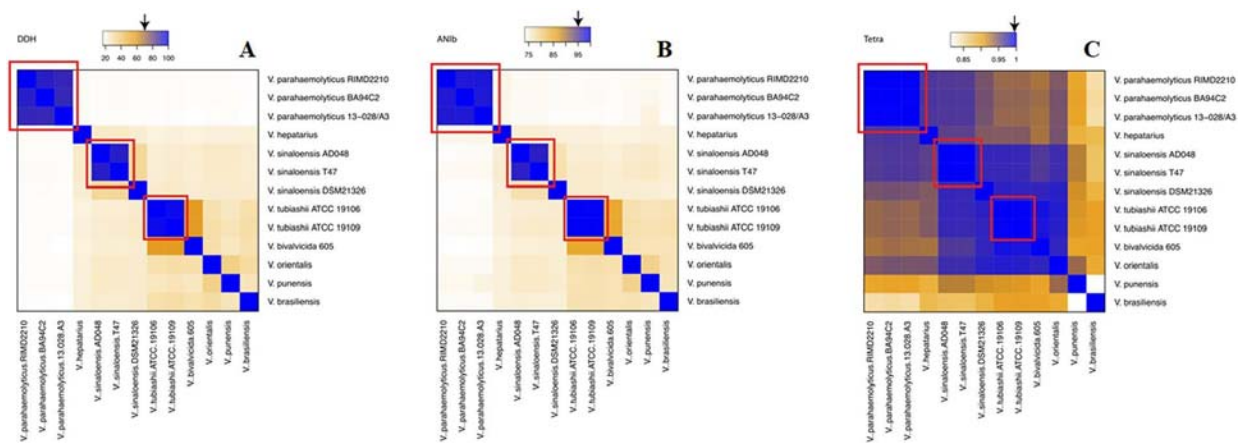 DDH
20 40 60 80 100
A
V. parahaemolyticus RIMD2210
V. parahaemolyticus BA94C2
V. parahaemolyticus 13-028/A3
V. hepatarius
V. sinaloensis AD048
V. sinaloensis T47
V. sinaloensis DSM21326
V. tubiashii ATCC 19106
V. tubiashii ATCC 19109
V. bivalvicida 605
V. orientalis
V. punensis
V. brasiliensis
V..parahaemolyticus.RIMD2210
V..parahaemolyticus.BA94C2
V..parahaemolyticus.13.028.A3
V..hepatarius
V..sinaloensis.AD048
V..sinaloensis.T47
V..sinaloensis.DSM21326
V..tubiashii.ATCC.19106
V..tubiashii.ATCC.19109
V..bivalvicida.605
V..orientalis
V..punensis
V..brasiliensis
ANIb
75 85 95
B
V. parahaemolyticus RIMD2210
V. parahaemolyticus BA94C2
V. parahaemolyticus 13-028/A3
V. hepatarius
V. sinaloensis AD048
V. sinaloensis T47
V. sinaloensis DSM21326
V. tubiashii ATCC 19106
V. tubiashii ATCC 19109
V. bivalvicida 605
V. orientalis
V. punensis
V. brasiliensis
V..parahaemolyticus.RIMD2210
V..parahaemolyticus.BA94C2
V..parahaemolyticus.13.028.A3
V..hepatarius
V..sinaloensis.AD048
V..sinaloensis.T47
V..sinaloensis.DSM21326
V..tubiashii.ATCC.19106
V..tubiashii.ATCC.19109
V..bivalvicida.605
V..orientalis
V..punensis
V..brasiliensis
Tetra
0.85 0.95 1
C
V. parahaemolyticus RIMD2210
V. parahaemolyticus BA94C2
V. parahaemolyticus 13-028/A3
V. hepatarius
V. sinaloensis AD048
V. sinaloensis T47
V. sinaloensis DSM21326
V. tubiashii ATCC 19106
V. tubiashii ATCC 19109
V. bivalvicida 605
V. orientalis
V. punensis
V. brasiliensis
V..parahaemolyticus.RIMD2210
V..parahaemolyticus.BA94C2
V..parahaemolyticus.13.028.A3
V..hepatarius
V..sinaloensis.AD048
V..sinaloensis.T47
V..sinaloensis.DSM21326
V..tubiashii.ATCC.19106
V..tubiashii.ATCC.19109
V..bivalvicida.605
V..orientalis
V..punensis
V..brasiliensis